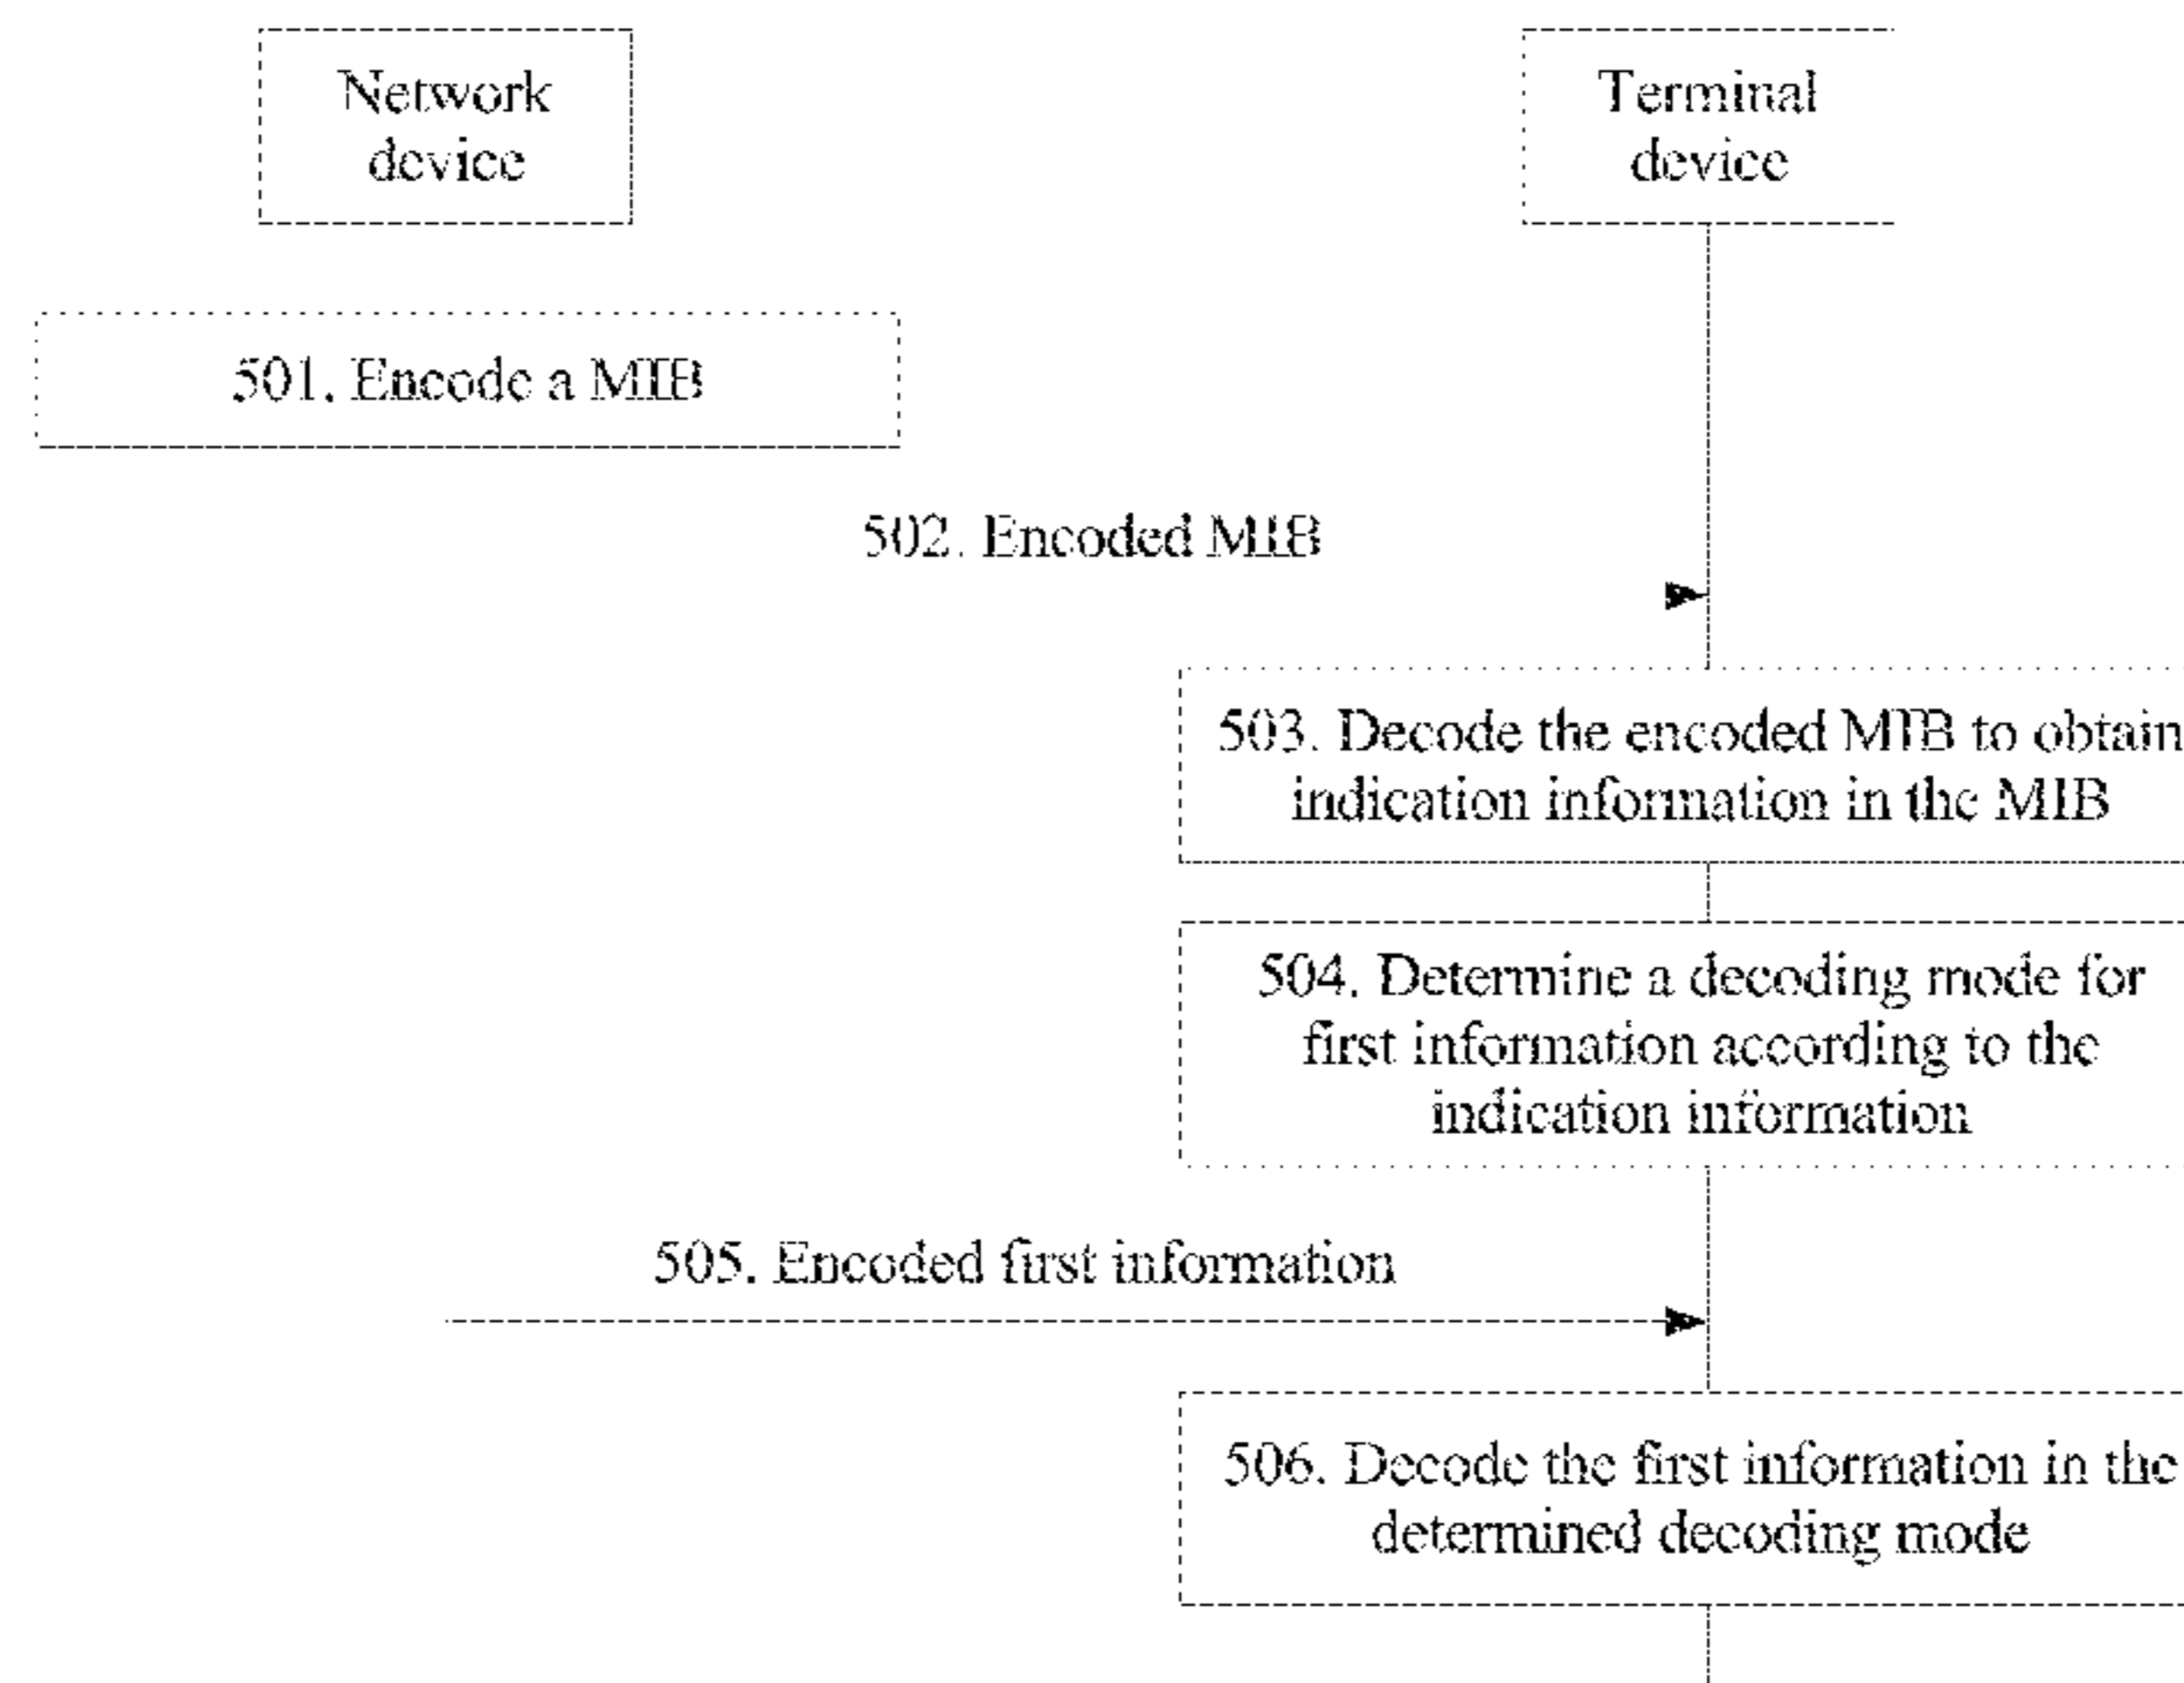 Network
device
Terminal
device
501. Encode a MIB
502. Encoded MIB
503. Decode the encoded MIB to obtain
indication information in the MIB
504. Determine a decoding mode for
first information according to the
indication information
505. Encoded first information
506. Decode the first information in the
determined decoding mode